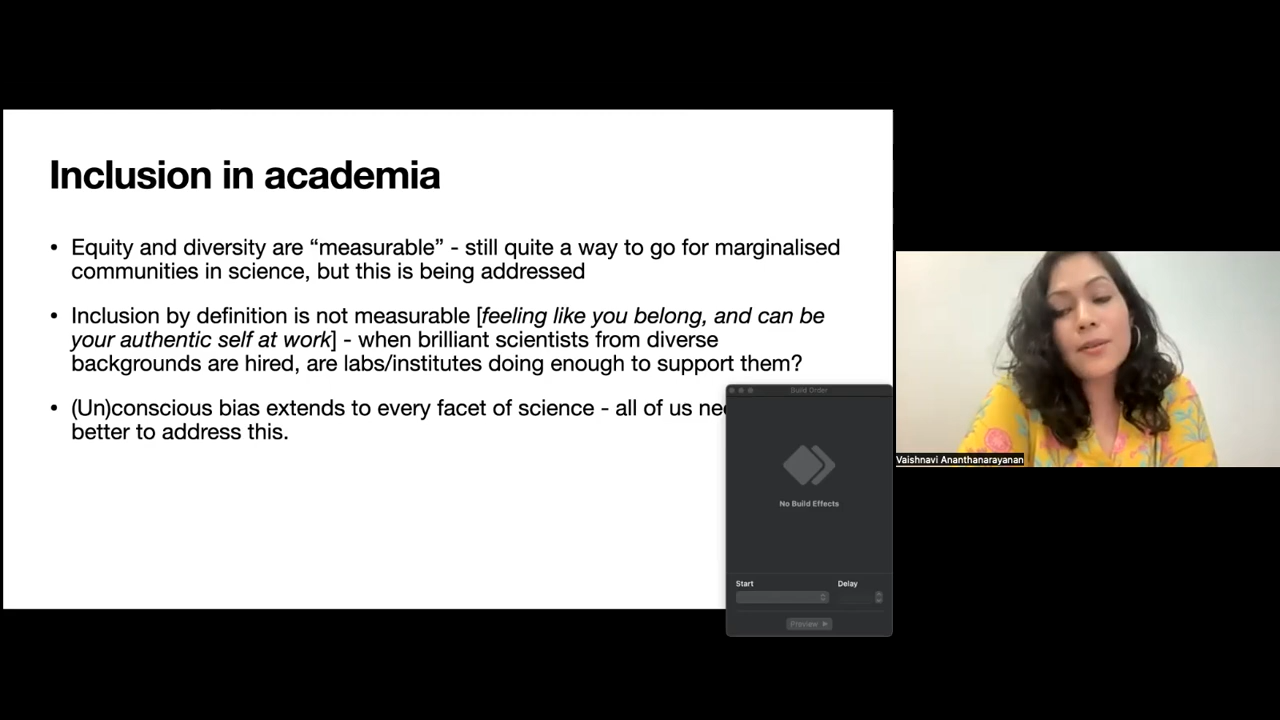 Inclusion in academia
• Equity and diversity are “measurable” - still quite a way to go for marginalised
communities in science, but this is being addressed
• Inclusion by definition is not measurable [feeling like you belong, and can be
your authentic self at work] - when brilliant scientists from diverse
backgrounds are hired, are labs/institutes doing enough to support them?
• (Un)conscious bias extends to every facet of science - all of us
better to address this.
Build Order
No Build Effects
Start Delay
Preview
Vaishnavi Ananthanarayanan